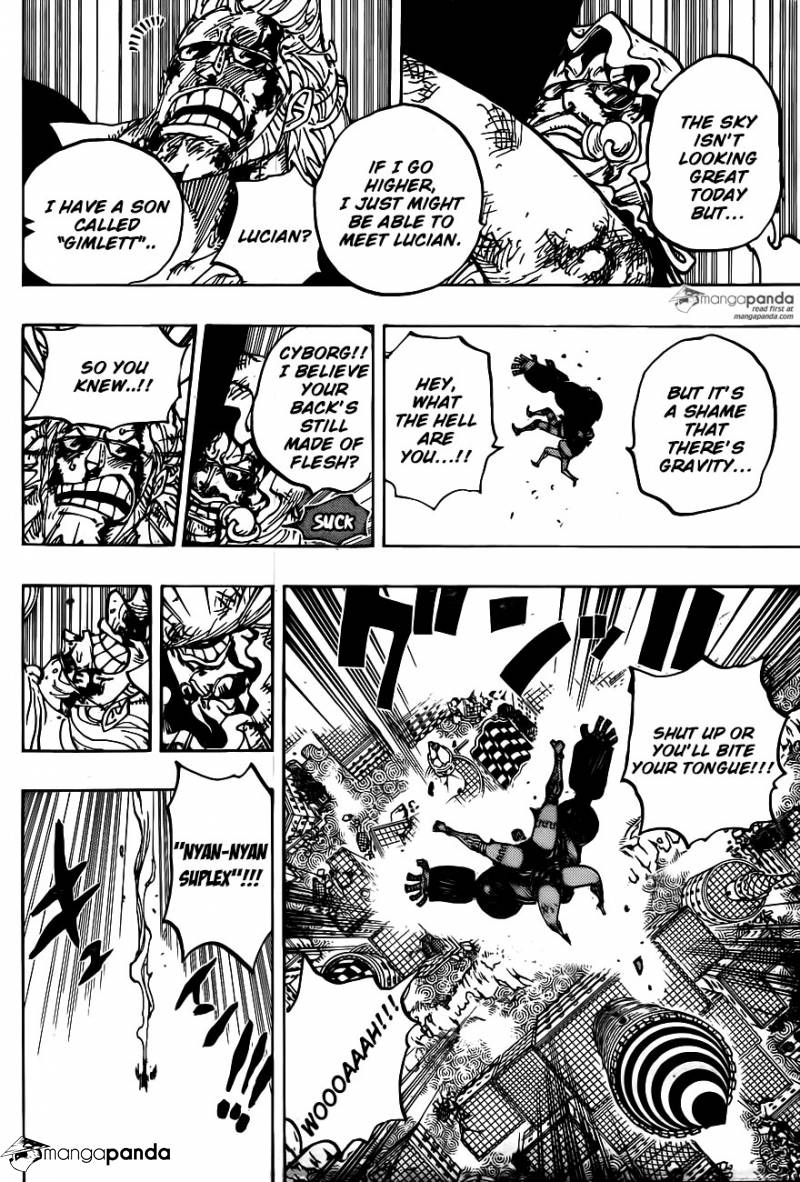 THE SKY
ISN'T
LOOKING
GREAT
TODAY
BUT...
IF I GO
HIGHER,
I JUST MIGHT
BE ABLE TO
MEET LUCIAN.
LUCIAN?
I HAVE A SON
CALLED
"GIMLETT"..
mangapanda
read first at
mangapanda.com
BUT IT'S
A SHAME
THAT
THERE'S
GRAVITY...
HEY,
WHAT
THE HELL
ARE
YOU...!!
CYBORG!!
I BELIEVE
YOUR
BACK'S
STILL
MADE OF
FLESH?
SUCK
SO YOU
KNEW..!!
グン!!
SHUT UP OR
YOU'LL BITE
YOUR TONGUE!!!
WOOOAAAH!!!
"NYAN-NYAN
SUPLEX"!!!
mangapanda